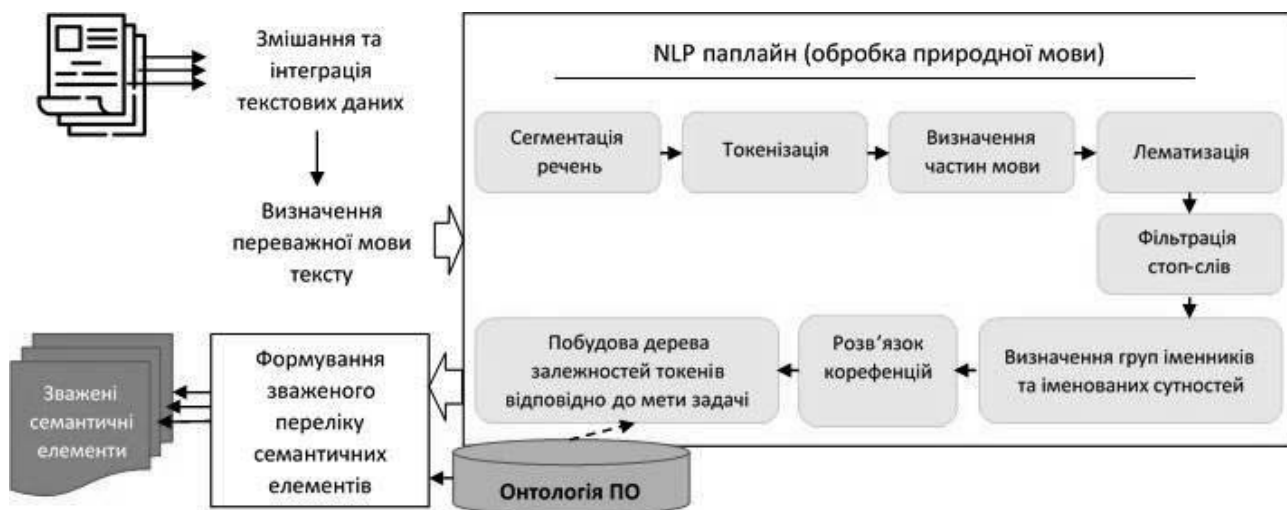 Змішання та
інтеграція
текстових даних
Визначення
переважної мови
тексту
NLP паплайн (обробка природної мови)
Сегментація
речень
Токенізація
Визначення
частин мови
Лематизація
Фільтрація
стоп-слів
Визначення груп іменників
та іменованих сутностей
Розв’язок
корефенцій
Побудова дерева
залежностей токенів
відповідно до мети задачі
Онтологія ПО
Формування
зваженого
переліку
семантичних
елементів
Зважені
семантичні
елементи